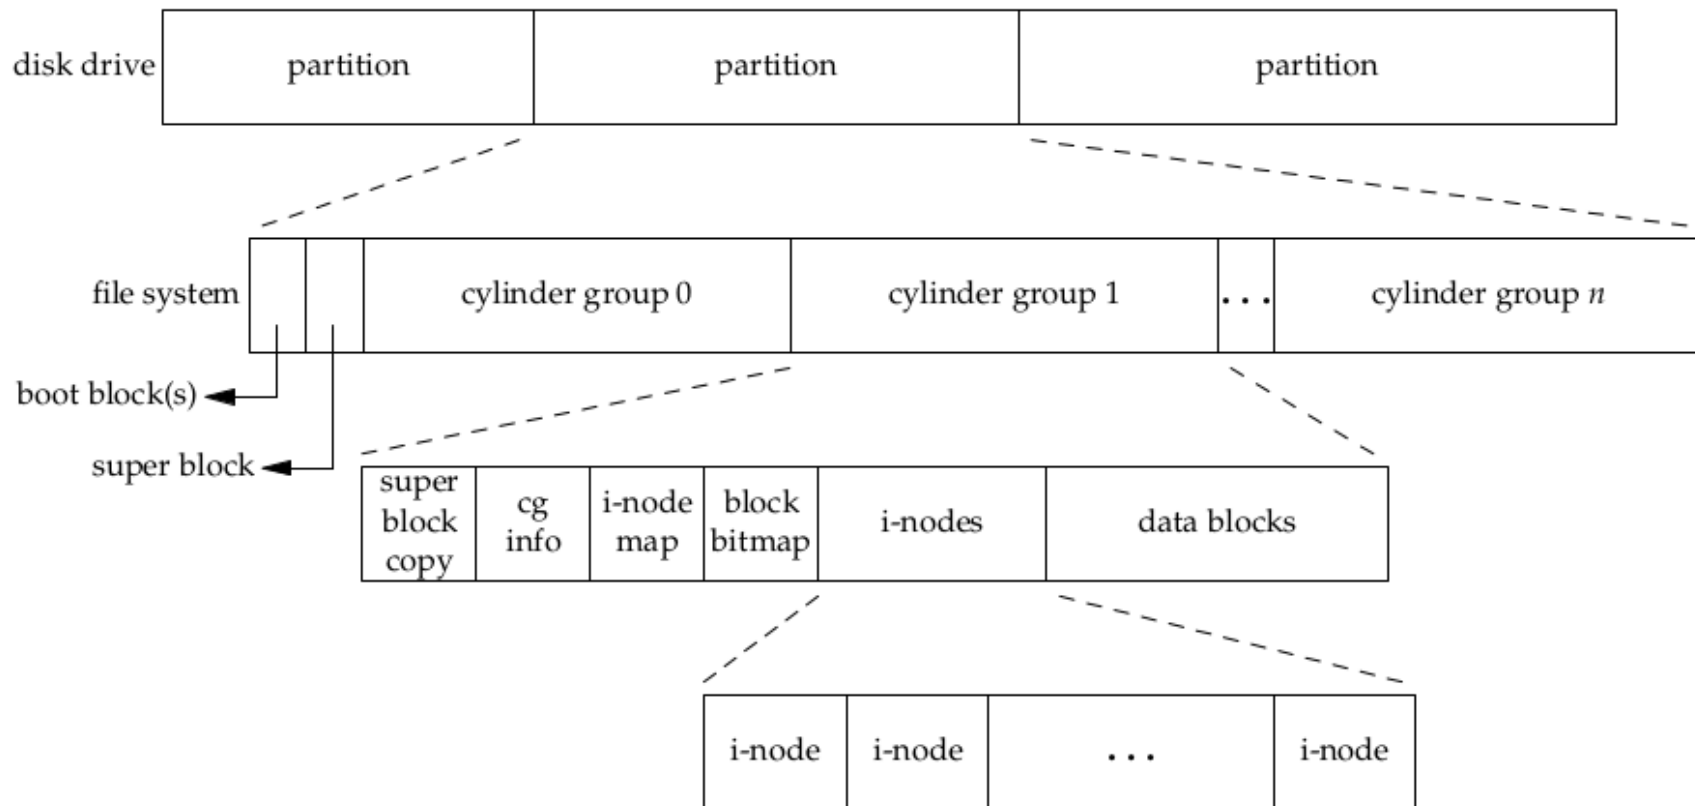 disk drive
partition
partition
partition
file system
cylinder group 0
cylinder group 1
...
cylinder group n
boot block(s)
super block
super
block
copy
cg
info
i-node
map
block
bitmap
i-nodes
data blocks
i-node
i-node
...
i-node